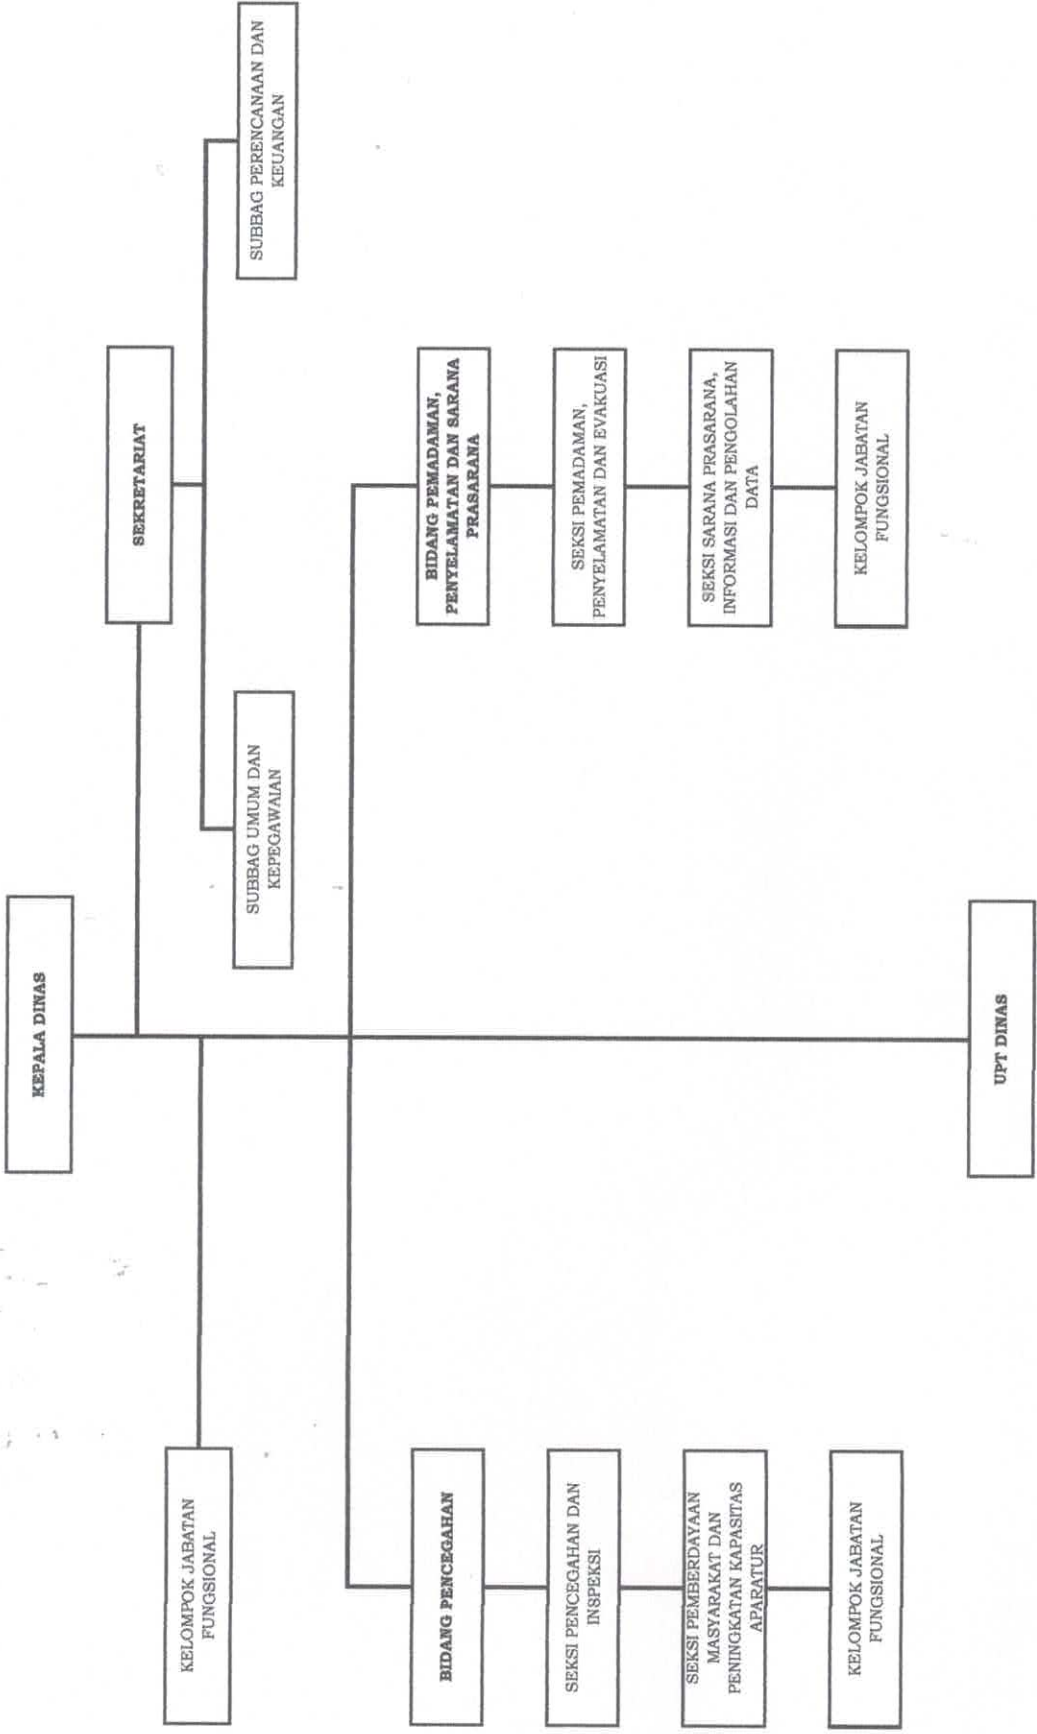 KEPALA DINAS
SEKRETARIAT
KELOMPOK JABATAN
FUNGSIONAL
SUBBAG UMUM DAN
KEPEGAWAIAN
SUBBAG PERENCANAAN DAN
KEUANGAN
BIDANG PENCEGAHAN
SEKSI PENCEGAHAN DAN
INSPEKSI
SEKSI PEMBERDAYAAN
MASYARAKAT DAN
PENINGKATAN KAPASITAS
APARATUR
KELOMPOK JABATAN
FUNGSIONAL
BIDANG PEMADAMAN,
PENYELAMATAN DAN SARANA
PRASARANA
SEKSI PEMADAMAN,
PENYELAMATAN DAN EVAKUASI
SEKSI SARANA PRASARANA,
INFORMASI DAN PENGOLAHAN
DATA
KELOMPOK JABATAN
FUNGSIONAL
UPT DINAS